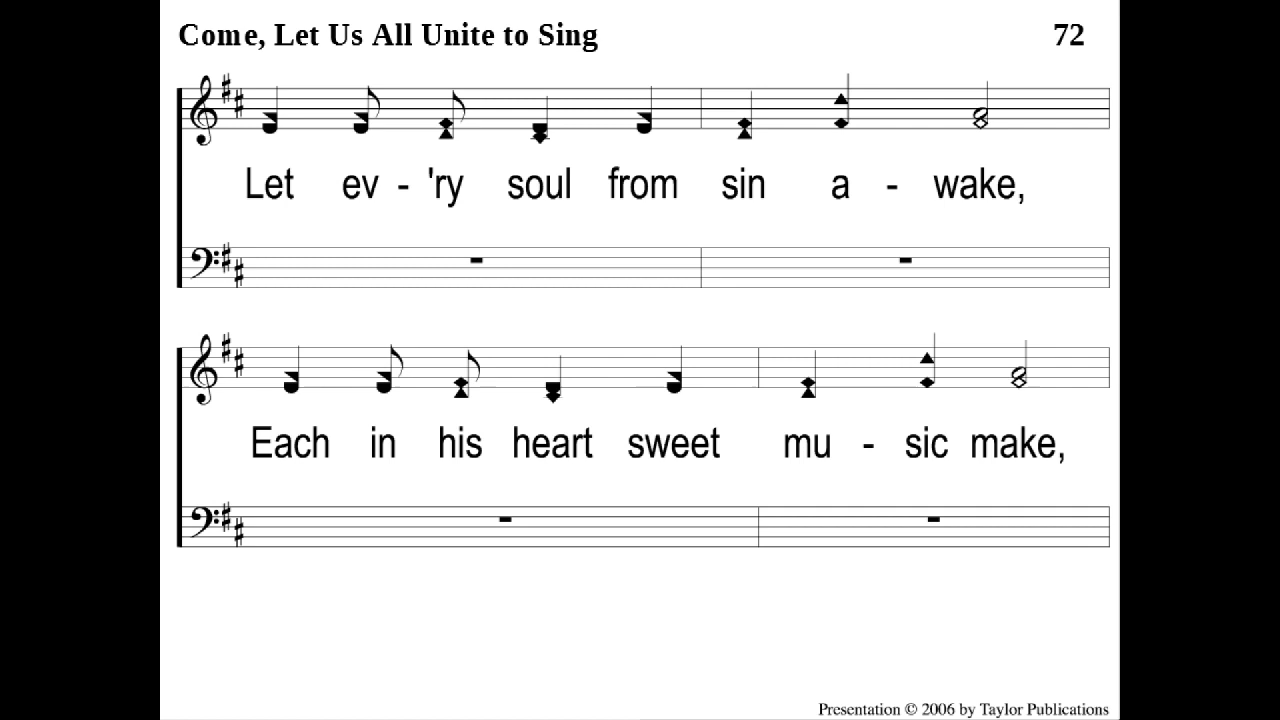 Come, Let Us All Unite to Sing 72
Let ev - 'ry soul from sin a - wake,
Each in his heart sweet mu - sic make,
Presentation © 2006 by Taylor Publications